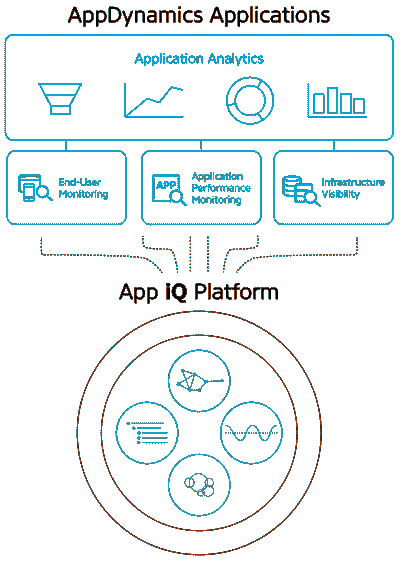 AppDynamics Applications
Application Analytics
End-User
Monitoring
APP
Application
Performance
Monitoring
Infrastructure
Visibility
App iQ Platform